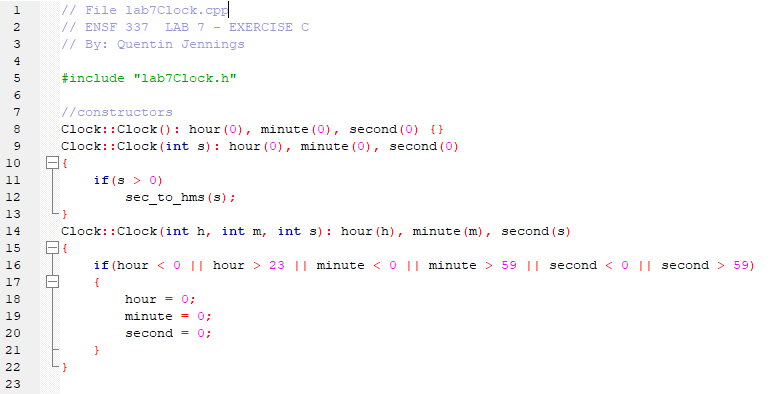 1 // File lab7Clock.cpp
2 // ENSF 337  LAB 7 - EXERCISE C
3 // By: Quentin Jennings
4
5 #include "lab7Clock.h"
6
7 //constructors
8 Clock::Clock(): hour(0), minute(0), second(0) {}
9 Clock::Clock(int s): hour(0), minute(0), second(0)
10 {
11     if(s > 0)
12         sec_to_hms(s);
13 }
14 Clock::Clock(int h, int m, int s): hour(h), minute(m), second(s)
15 {
16     if(hour < 0 || hour > 23 || minute < 0 || minute > 59 || second < 0 || second > 59)
17     {
18         hour = 0;
19         minute = 0;
20         second = 0;
21     }
22 }
23